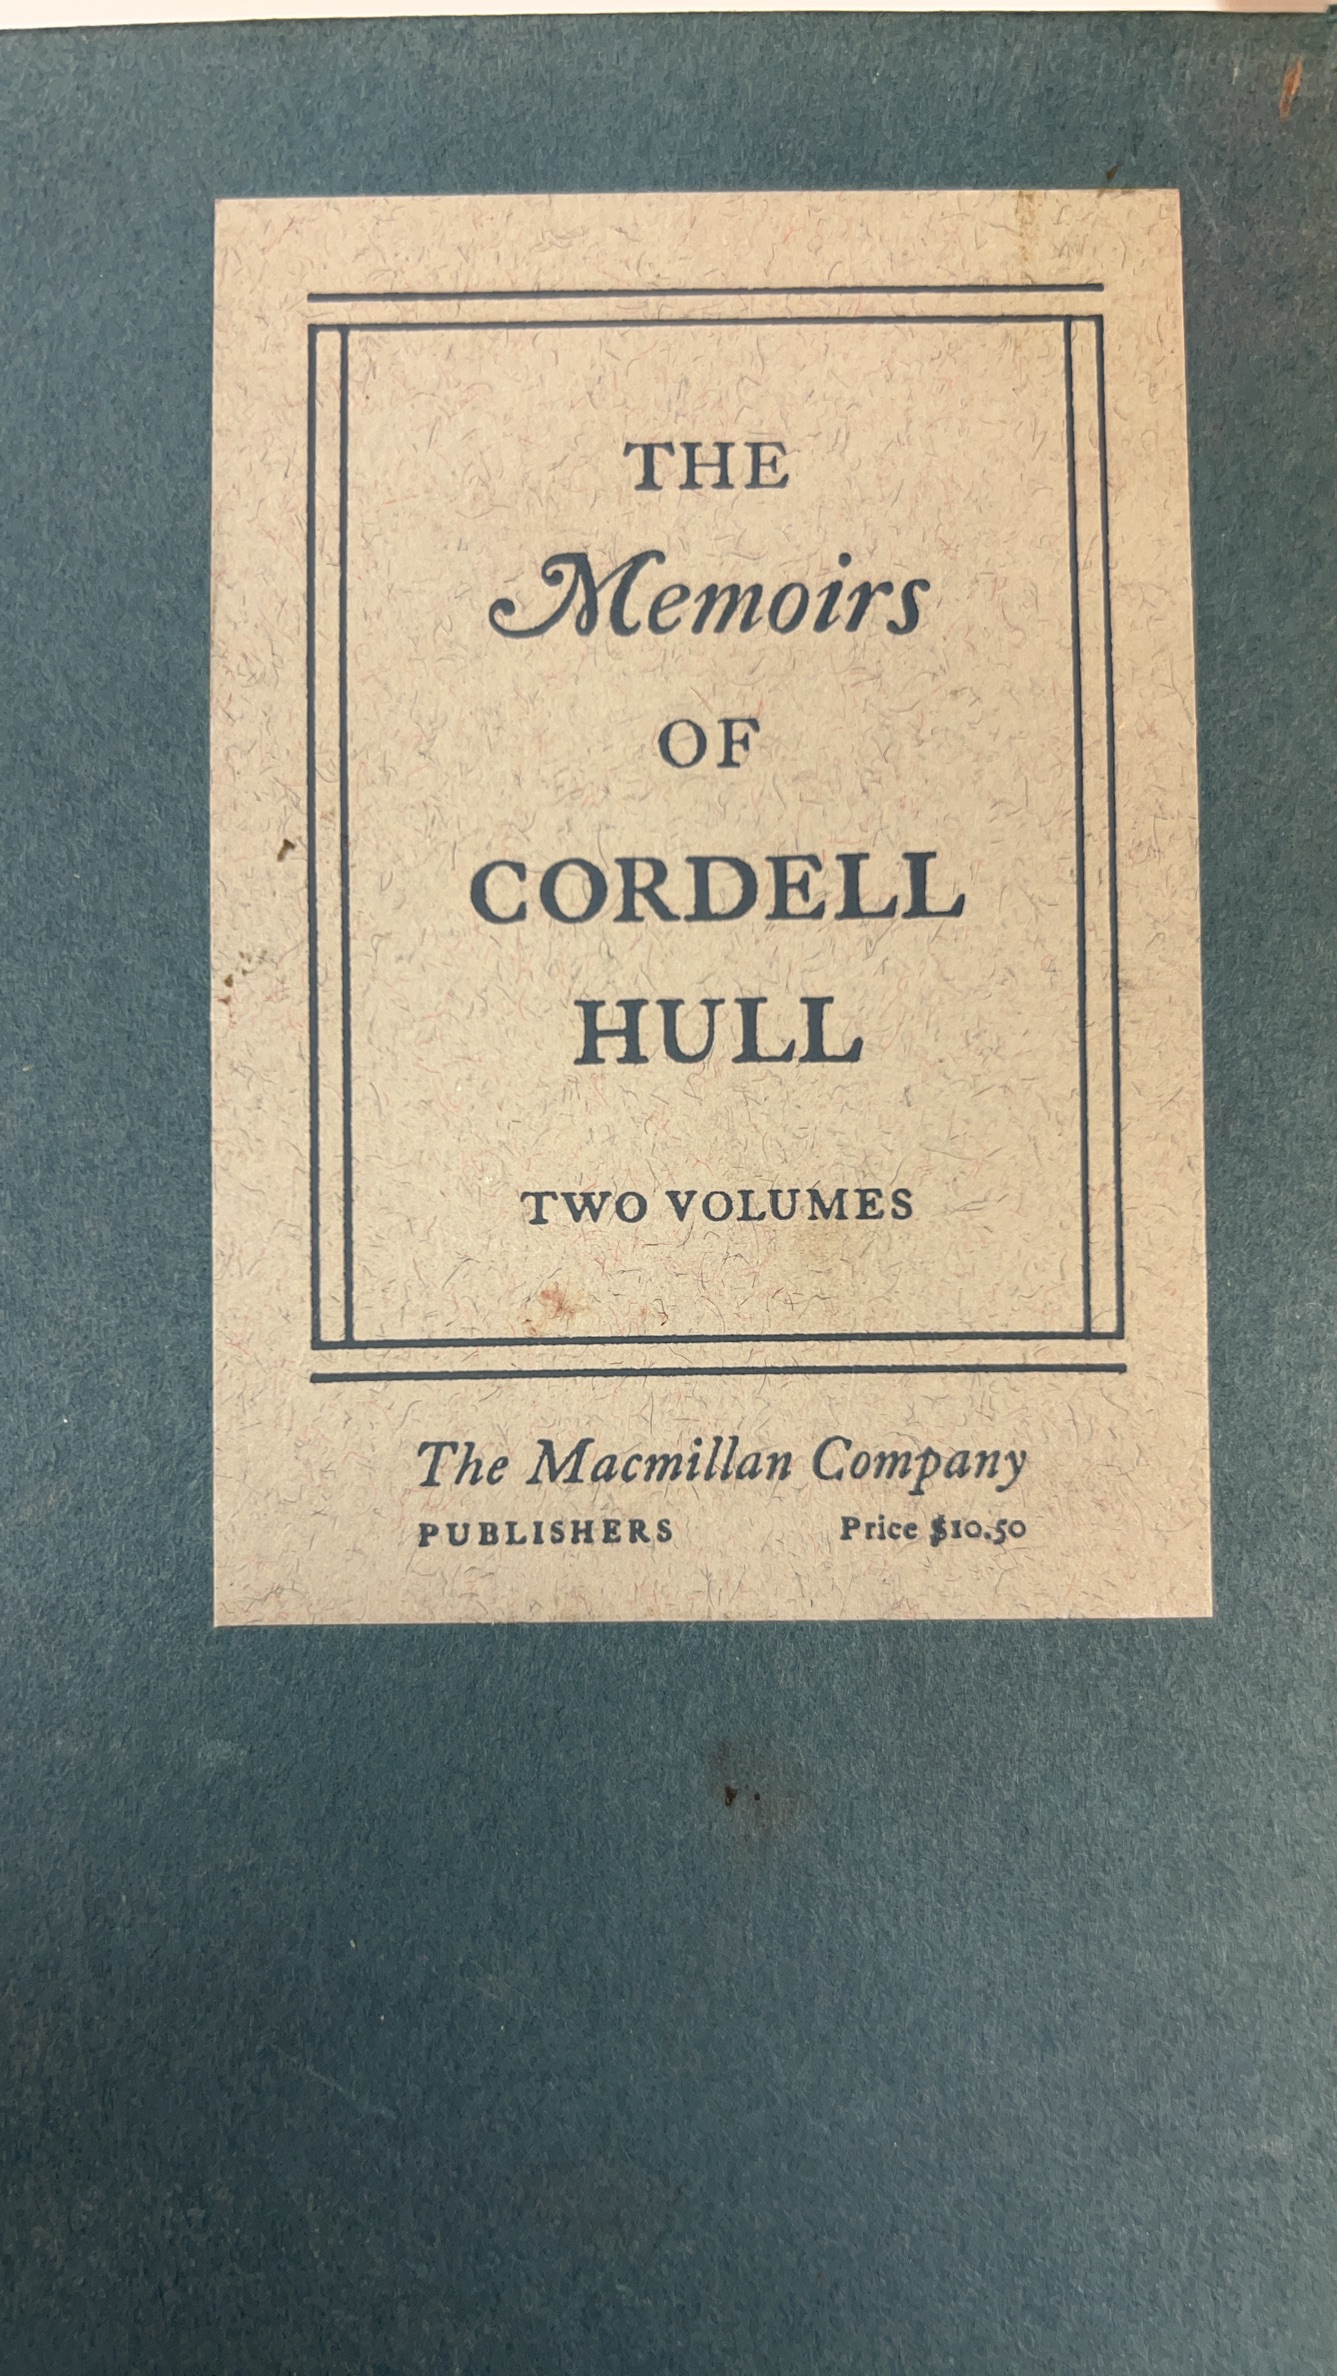 THE
Memoirs
OF
CORDELL
HULL
TWO VOLUMES
The Macmillan Company
PUBLISHERS Price $10.50